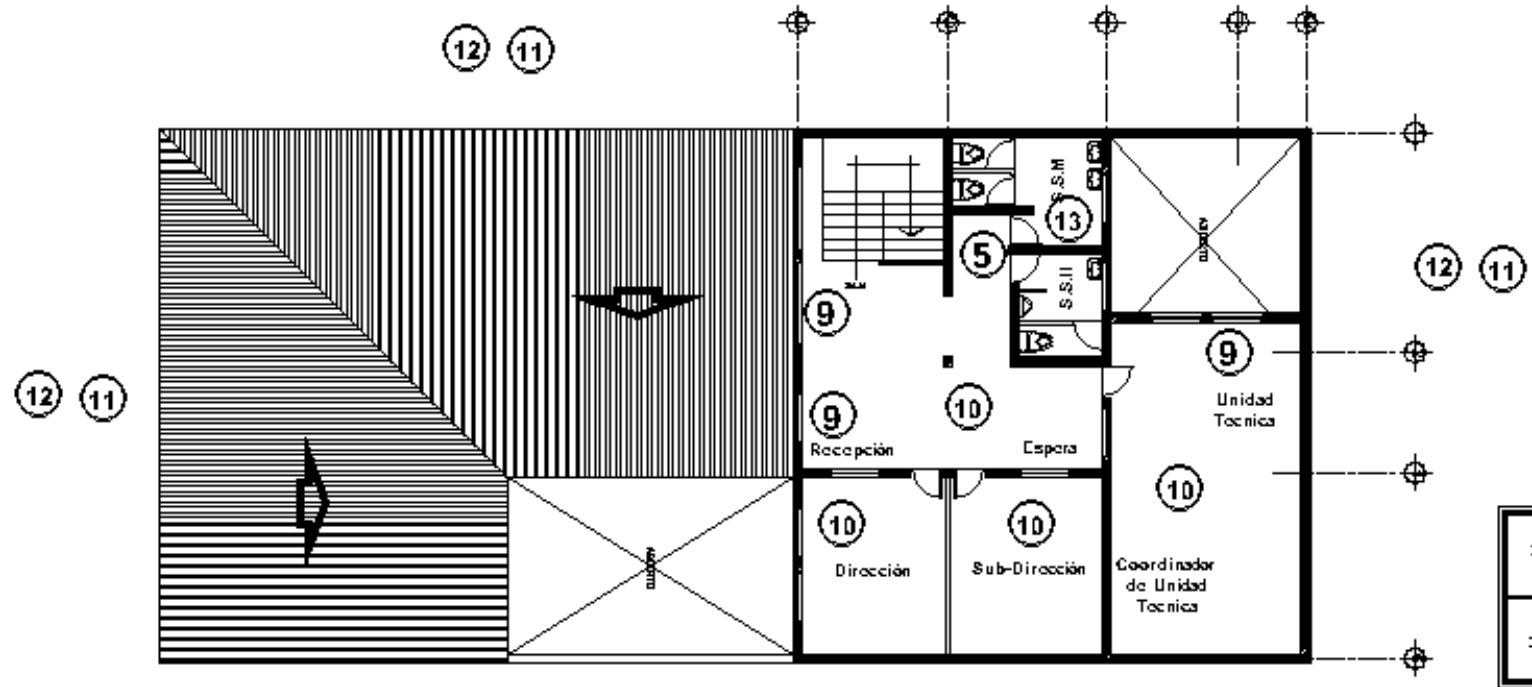 12 11
S.S.M
13
5
12 11
S.S.H
9
9
12 11
Unidad
Tecnica
9
10
Recepción
Espera
10
10
10
Dirección
Sub-Dirección
Coordinador
de Unidad
Tecnica